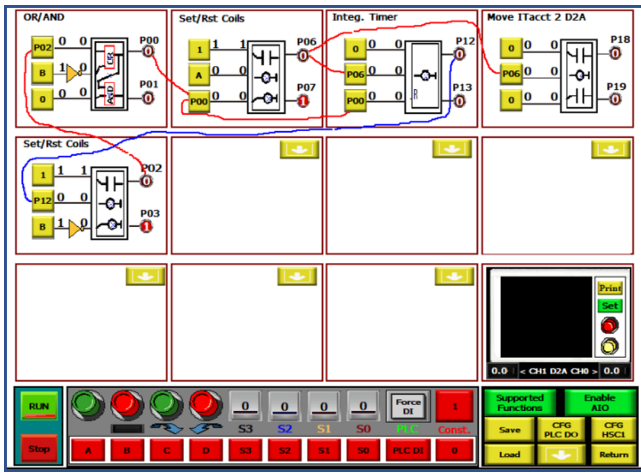 OR/AND
P02 0 0 P00
B 1 0 OR
0 0 0 AND P01
Set/Rst Coils
1 1 1 P06
A 0 0
P00 0 0 P07
Integ. Timer
0 0 0 P12
P06 0 0
P00 0 0 R P13
Move ITacct 2 D2A
0 0 0 P18
P06 0 0
0 0 0 P19
Set/Rst Coils
1 1 1 P02
P12 0 0
B 1 0 P03
Print
Set
0.0 < CH1 D2A CH0 > 0.0
RUN
Stop
0 0 0 0 Force DI 1
S3 S2 S1 S0 PLC Const.
A B C D S3 S2 S1 S0 PLC DI 0
Supported Functions Enable AIO
Save CFG PLC DO CFG HSC1
Load Return